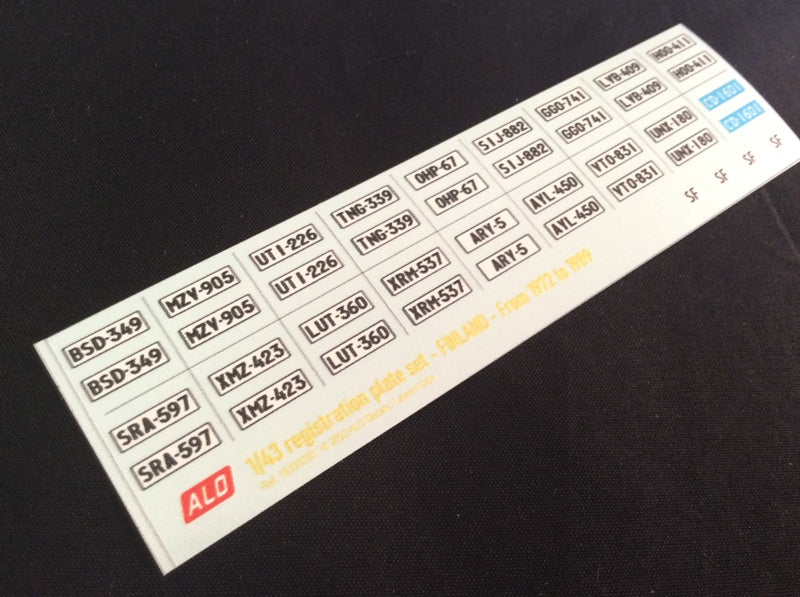 BSD-349
BSD-349
MZV-905
MZV-905
UTI-226
UTI-226
TNG-339
TNG-339
OHP-67
OHP-67
SIJ-882
SIJ-882
GGO-741
GGO-741
LYB-409
LYB-409
HOO-411
HOO-411
SRA-597
SRA-597
XMZ-423
XMZ-423
LUT-360
LUT-360
XRM-537
XRM-537
ARY-5
ARY-5
AYL-450
AYL-450
VTO-831
VTO-831
UNX-180
UNX-180
CD-1601
CD-1601
SF SF SF SF
ALO
1/43 registration plate set - FINLAND - From 1972 to 1989
Ref.